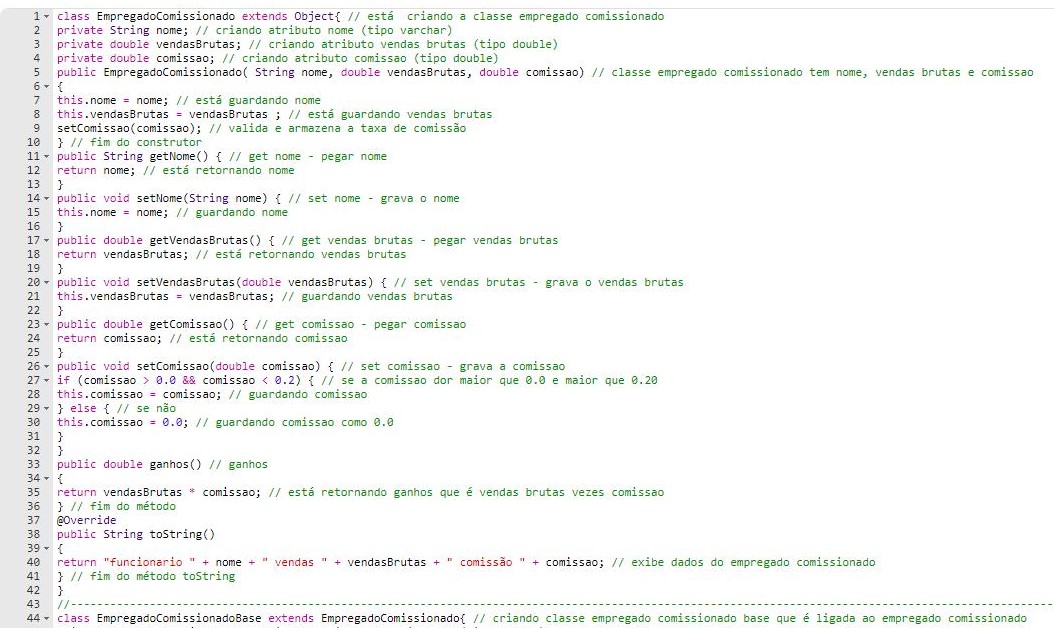 1 class EmpregadoComissionado extends Object{ // está  criando a classe empregado comissionado
2 private String nome; // criando atributo nome (tipo varchar)
3 private double vendasBrutas; // criando atributo vendas brutas (tipo double)
4 private double comissao; // criando atributo comissao (tipo double)
5 public EmpregadoComissionado( String nome, double vendasBrutas, double comissao) // classe empregado comissionado tem nome, vendas brutas e comissao
6 {
7 this.nome = nome; // está guardando nome
8 this.vendasBrutas = vendasBrutas ; // está guardando vendas brutas
9 setComissao(comissao); // valida e armazena a taxa de comissão
10 } // fim do construtor
11 public String getNome() { // get nome - pegar nome
12 return nome; // está retornando nome
13 }
14 public void setNome(String nome) { // set nome - grava o nome
15 this.nome = nome; // guardando nome
16 }
17 public double getVendasBrutas() { // get vendas brutas - pegar vendas brutas
18 return vendasBrutas; // está retornando vendas brutas
19 }
20 public void setVendasBrutas(double vendasBrutas) { // set vendas brutas - grava o vendas brutas
21 this.vendasBrutas = vendasBrutas; // guardando vendas brutas
22 }
23 public double getComissao() { // get comissao - pegar comissao
24 return comissao; // está retornando comissao
25 }
26 public void setComissao(double comissao) { // set comissao - grava a comissao
27 if (comissao > 0.0 && comissao < 0.2) { // se a comissao dor maior que 0.0 e maior que 0.20
28 this.comissao = comissao; // guardando comissao
29 } else { // se não
30 this.comissao = 0.0; // guardando comissao como 0.0
31 }
32 }
33 public double ganhos() // ganhos
34 {
35 return vendasBrutas * comissao; // está retornando ganhos que é vendas brutas vezes comissao
36 } // fim do método
37 @Override
38 public String toString()
39 {
40 return "funcionario " + nome + " vendas " + vendasBrutas + " comissão " + comissao; // exibe dados do empregado comissionado
41 } // fim do método toString
42 }
43 //----------------------------------------------------------------------------------------------------------------------------------------------------
44 class EmpregadoComissionadoBase extends EmpregadoComissionado{ // criando classe empregado comissionado base que é ligada ao empregado comissionado